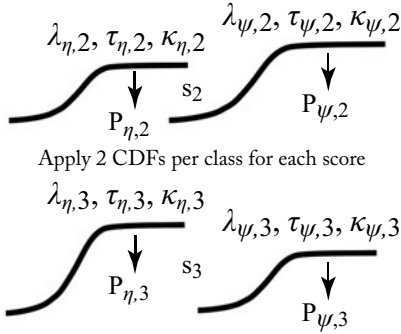 λη,2, τη,2, κη,2 λψ,2, τψ,2, κψ,2
s2
Pη,2 Pψ,2
Apply 2 CDFs per class for each score
λη,3, τη,3, κη,3 λψ,3, τψ,3, κψ,3
s3
Pη,3 Pψ,3